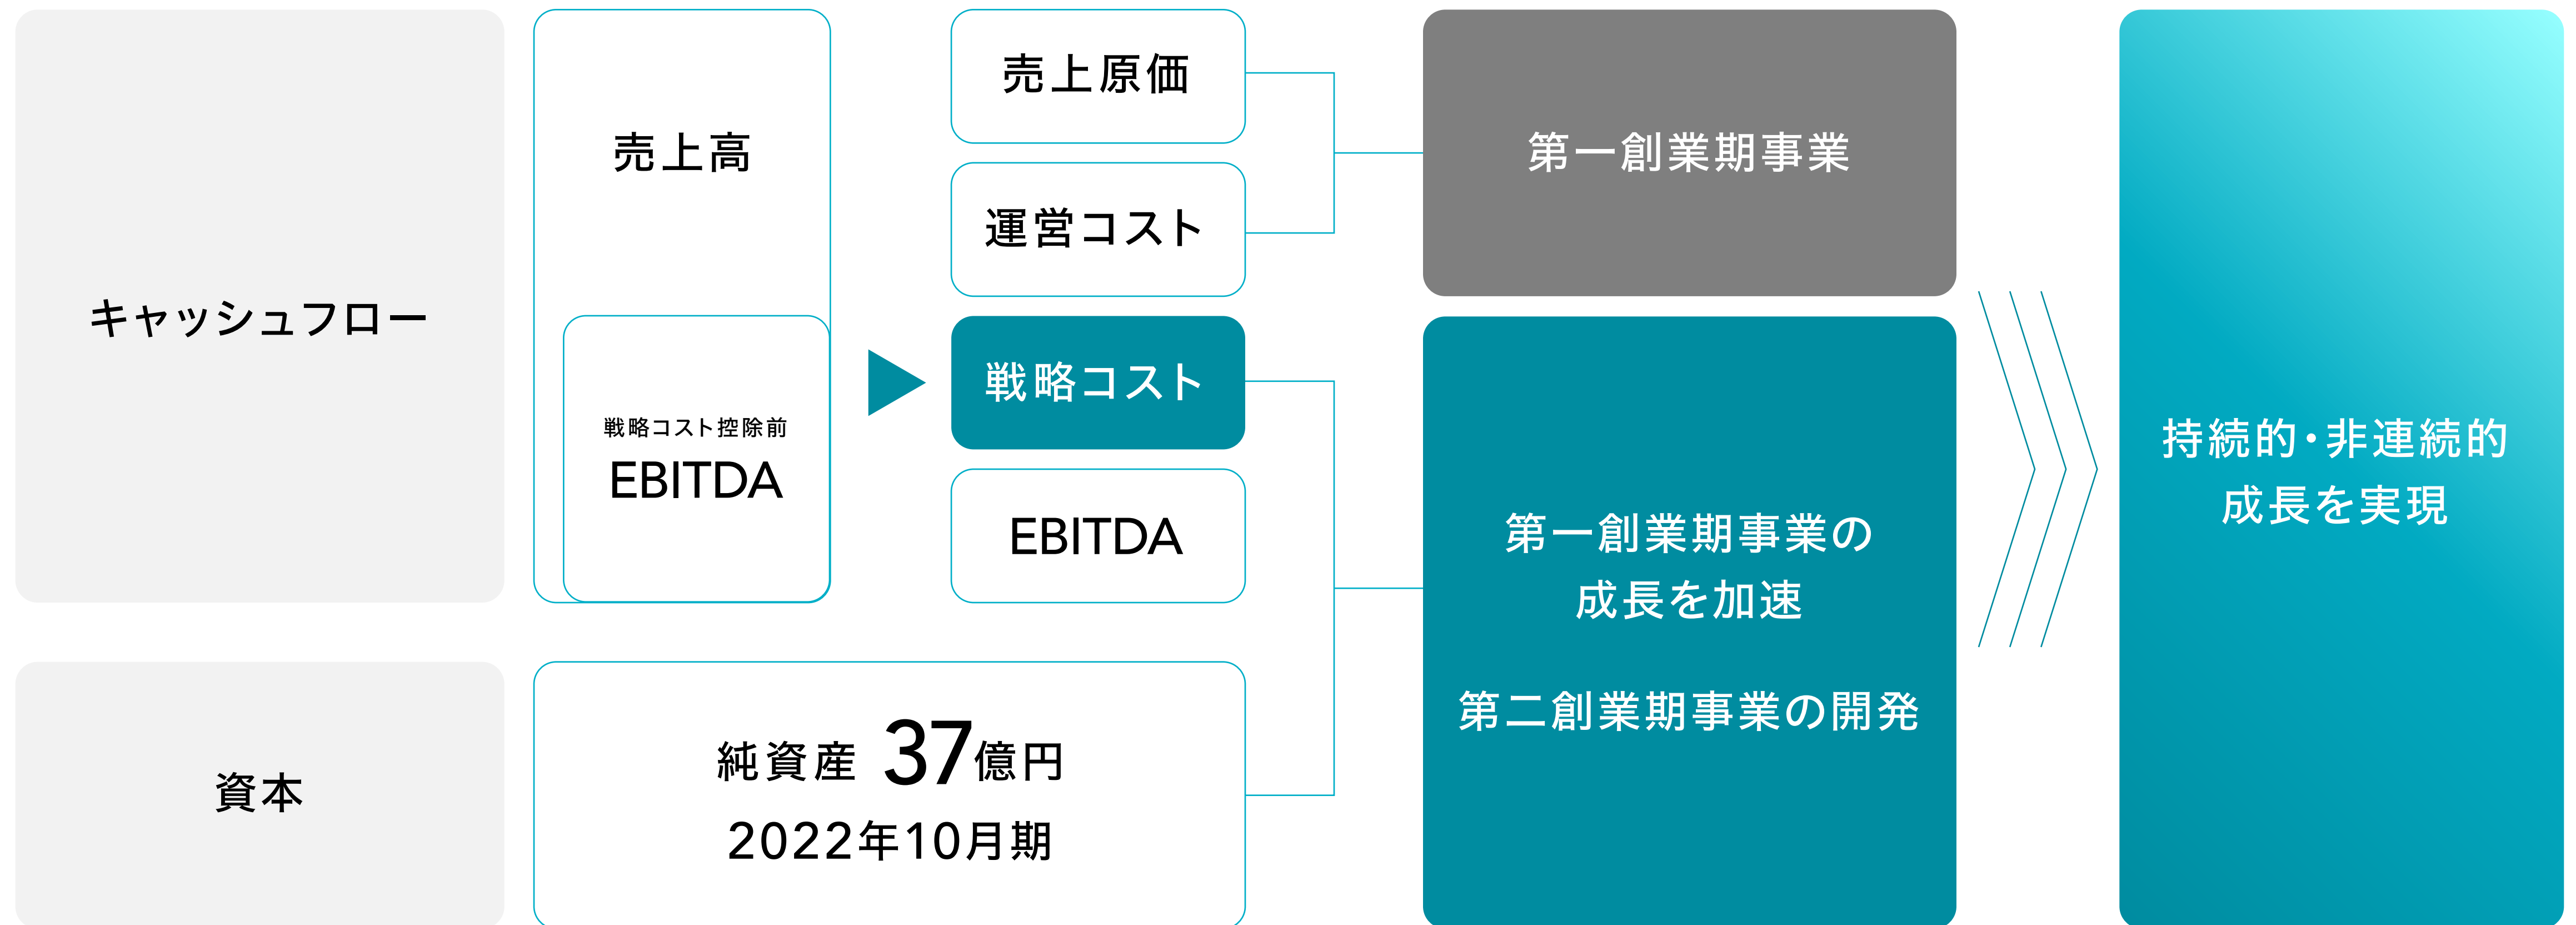 キャッシュフロー
売上高
戦略コスト控除前
EBITDA
売上原価
運営コスト
戦略コスト
EBITDA
第一創業期事業
第一創業期事業の
成長を加速
第二創業期事業の開発
持続的・非連続的
成長を実現
資本
純資産 37億円
2022年10月期